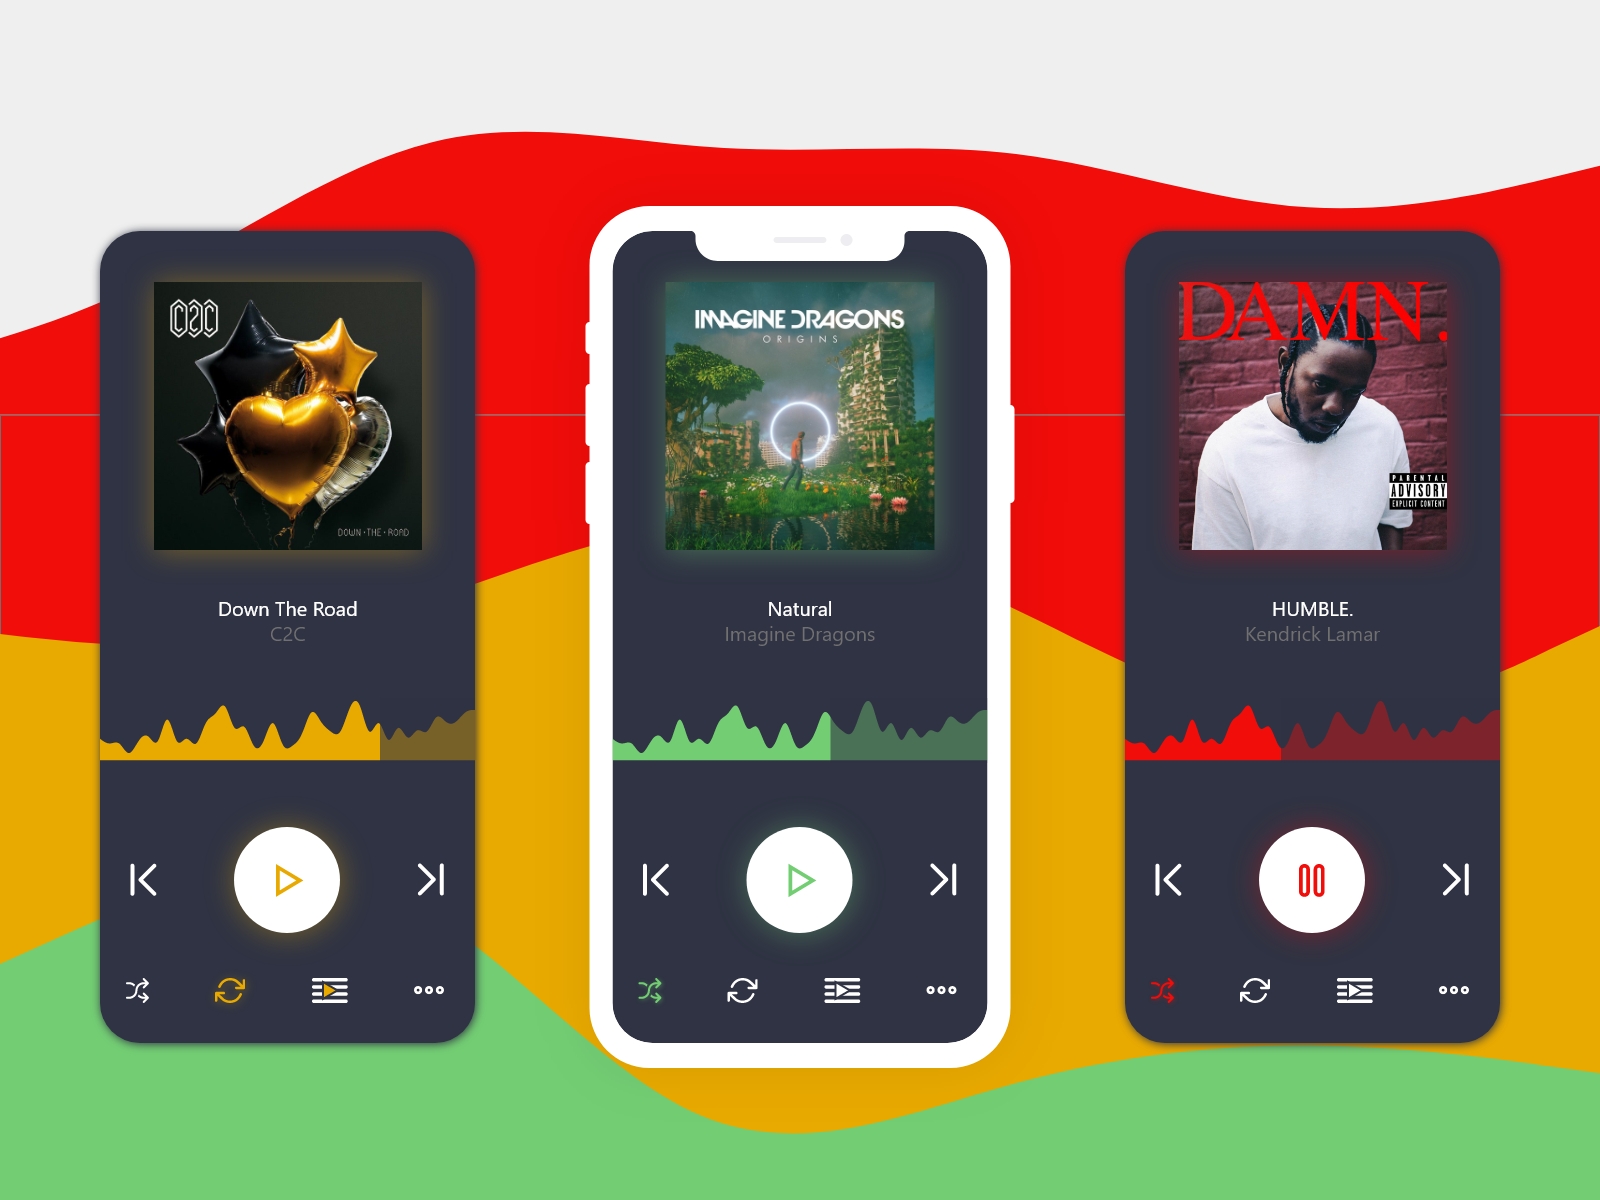 C2C
DOWN·THE·ROAD
Down The Road
C2C
IMAGINE DRAGONS
ORIGINS
Natural
Imagine Dragons
DAMN.
PARENTAL
ADVISORY
EXPLICIT CONTENT
HUMBLE.
Kendrick Lamar